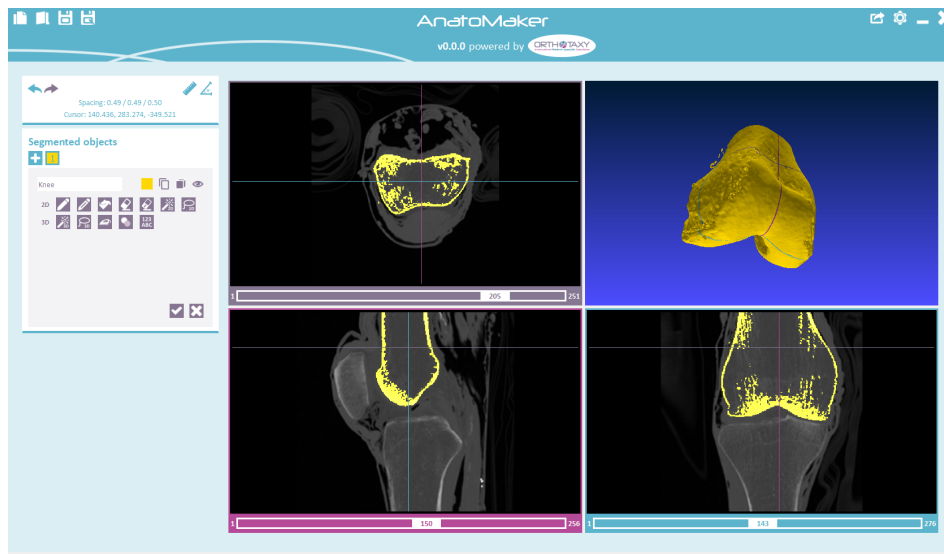 AnatoMaker
v0.0.0 powered by ORTHOTAXY
Spacing: 0.49 / 0.49 / 0.50
Cursor: 140.436, 283.274, -349.521
Segmented objects
1
Knee
2D
3D
123
ABC
1 205 251
1 150 256
1 143 276